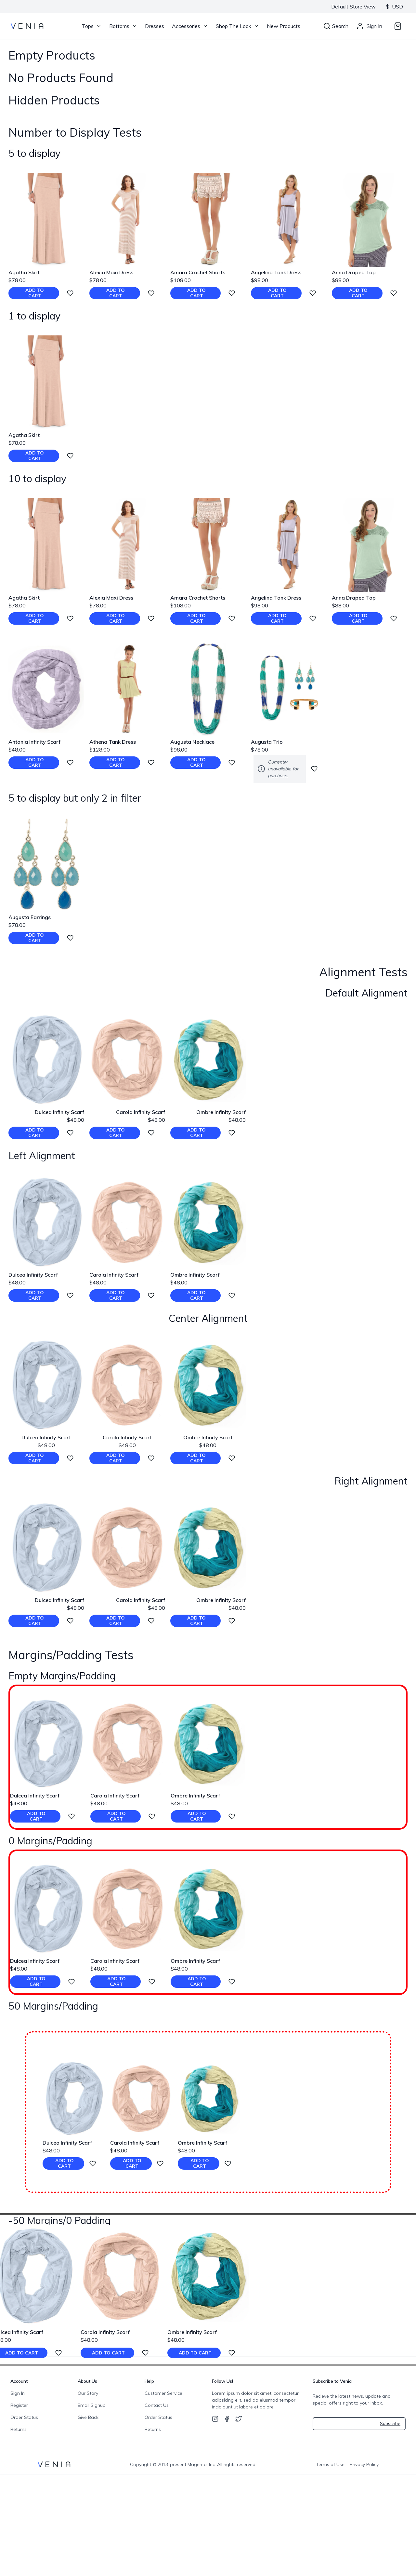 Default Store View $ USD
VENIA Tops Bottoms Dresses Accessories Shop The Look New Products Search Sign In
Empty Products
No Products Found
Hidden Products
Number to Display Tests
5 to display
Agatha Skirt Alexia Maxi Dress Amara Crochet Shorts Angelina Tank Dress Anna Draped Top
$78.00 $78.00 $108.00 $98.00 $88.00
ADD TO CART ADD TO CART ADD TO CART ADD TO CART ADD TO CART
1 to display
Agatha Skirt
$78.00
ADD TO CART
10 to display
Agatha Skirt Alexia Maxi Dress Amara Crochet Shorts Angelina Tank Dress Anna Draped Top
$78.00 $78.00 $108.00 $98.00 $88.00
ADD TO CART ADD TO CART ADD TO CART ADD TO CART ADD TO CART
Antonia Infinity Scarf Athena Tank Dress Augusta Necklace Augusta Trio
$48.00 $128.00 $98.00 $78.00
ADD TO CART ADD TO CART ADD TO CART Currently unavailable for purchase.
5 to display but only 2 in filter
Augusta Earrings
$78.00
ADD TO CART
Alignment Tests
Default Alignment
Dulcea Infinity Scarf Carola Infinity Scarf Ombre Infinity Scarf
$48.00 $48.00 $48.00
ADD TO CART ADD TO CART ADD TO CART
Left Alignment
Dulcea Infinity Scarf Carola Infinity Scarf Ombre Infinity Scarf
$48.00 $48.00 $48.00
ADD TO CART ADD TO CART ADD TO CART
Center Alignment
Dulcea Infinity Scarf Carola Infinity Scarf Ombre Infinity Scarf
$48.00 $48.00 $48.00
ADD TO CART ADD TO CART ADD TO CART
Right Alignment
Dulcea Infinity Scarf Carola Infinity Scarf Ombre Infinity Scarf
$48.00 $48.00 $48.00
ADD TO CART ADD TO CART ADD TO CART
Margins/Padding Tests
Empty Margins/Padding
Dulcea Infinity Scarf Carola Infinity Scarf Ombre Infinity Scarf
$48.00 $48.00 $48.00
ADD TO CART ADD TO CART ADD TO CART
0 Margins/Padding
Dulcea Infinity Scarf Carola Infinity Scarf Ombre Infinity Scarf
$48.00 $48.00 $48.00
ADD TO CART ADD TO CART ADD TO CART
50 Margins/Padding
Dulcea Infinity Scarf Carola Infinity Scarf Ombre Infinity Scarf
$48.00 $48.00 $48.00
ADD TO CART ADD TO CART ADD TO CART
-50 Margins/0 Padding
lcea Infinity Scarf Carola Infinity Scarf Ombre Infinity Scarf
8.00 $48.00 $48.00
ADD TO CART ADD TO CART ADD TO CART
Account About Us Help Follow Us! Subscribe to Venia
Sign In Our Story Customer Service Lorem ipsum dolor sit amet, consectetur adipiscing elit, sed do eiusmod tempor incididunt ut labore et dolore. Recieve the latest news, update and special offers right to your inbox.
Register Email Signup Contact Us
Order Status Give Back Order Status
Subscribe
Returns Returns
VENIA Copyright © 2013-present Magento, Inc. All rights reserved. Terms of Use Privacy Policy